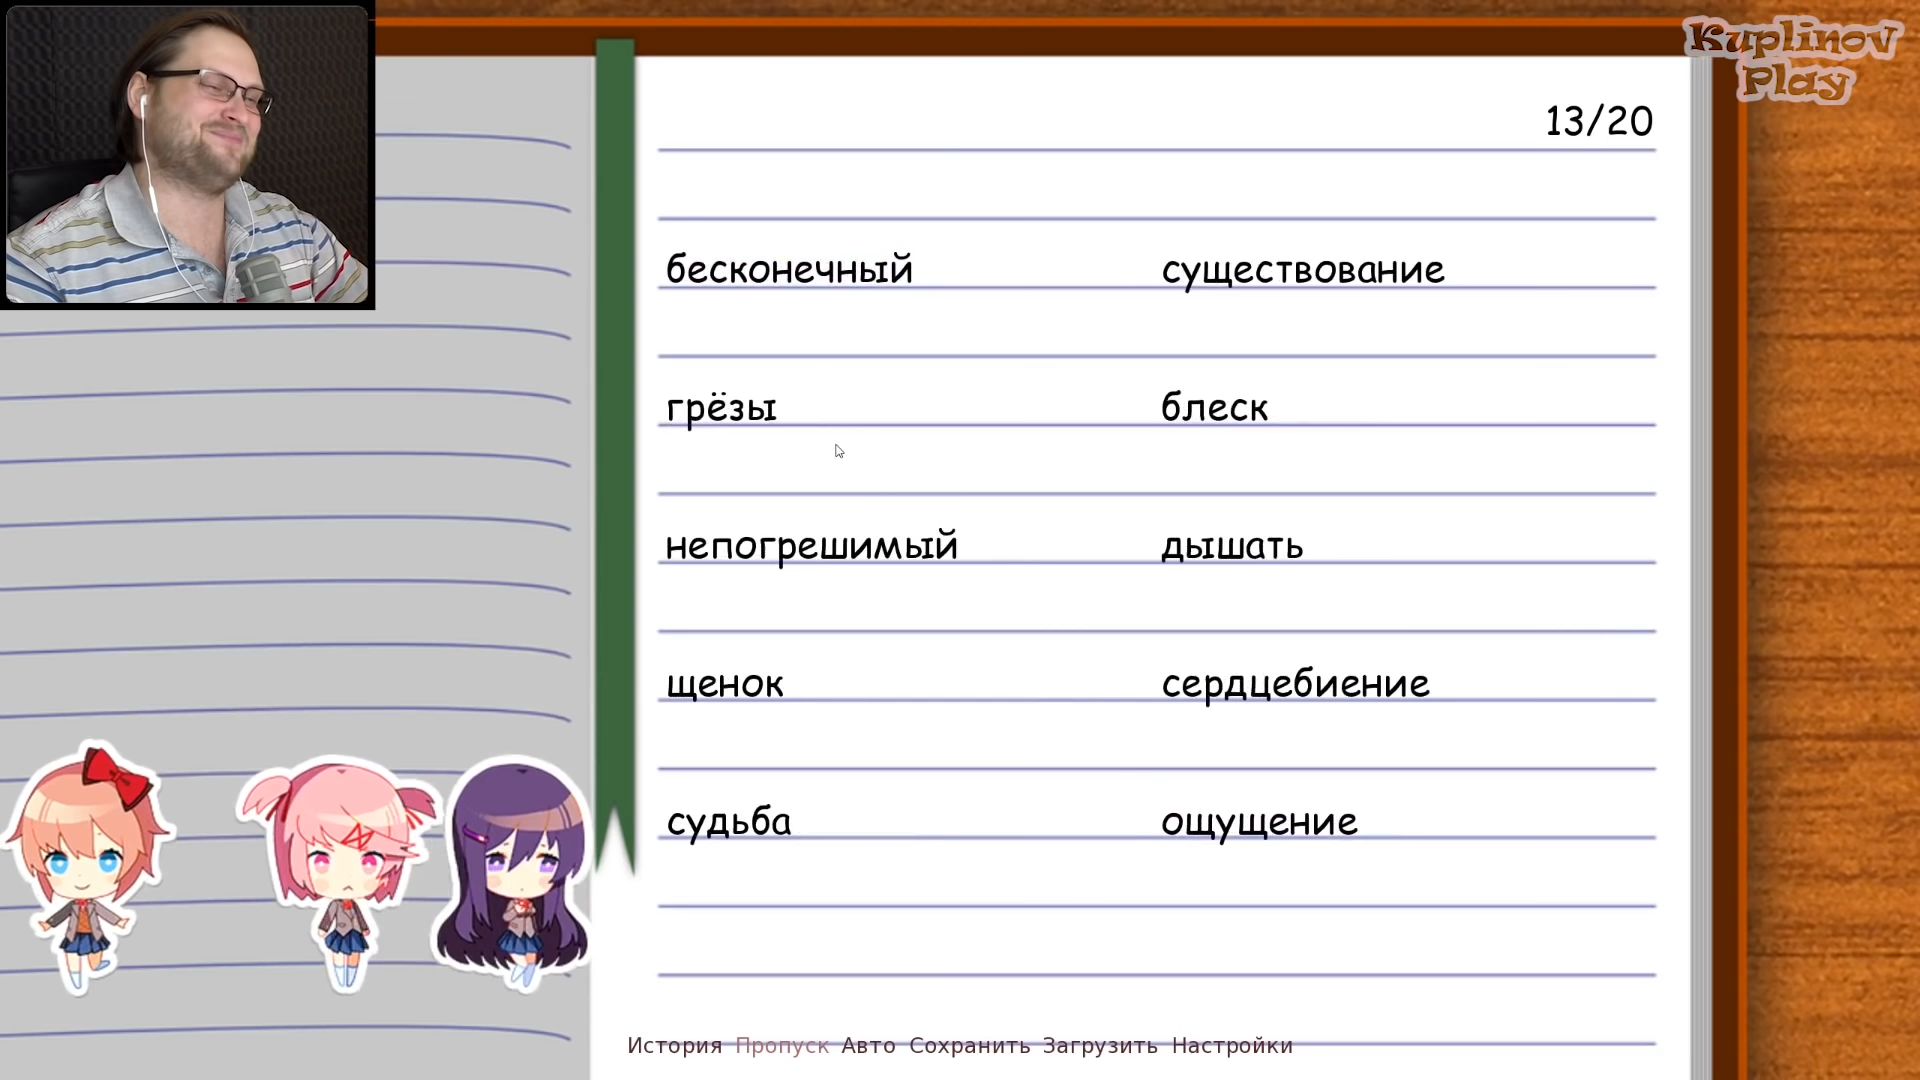 Kuplinov
Play
13/20
бесконечный существование
грёзы блеск
непогрешимый дышать
щенок сердцебиение
судьба ощущение
История Пропуск Авто Сохранить Загрузить Настройки